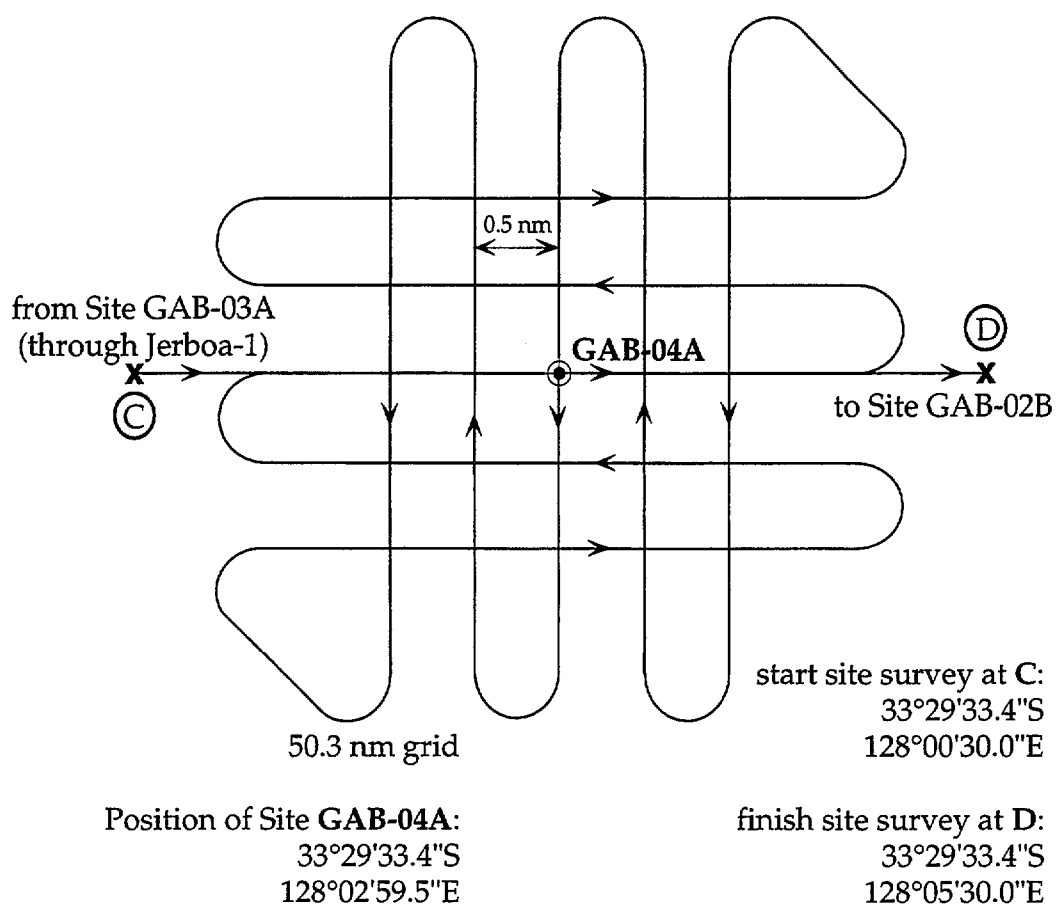 0.5 nm
from Site GAB-03A
(through Jerboa-1)
GAB-04A
D
C
to Site GAB-02B
start site survey at C:
33°29'33.4"S
128°00'30.0"E
50.3 nm grid
Position of Site GAB-04A:
33°29'33.4"S
128°02'59.5"E
finish site survey at D:
33°29'33.4"S
128°05'30.0"E